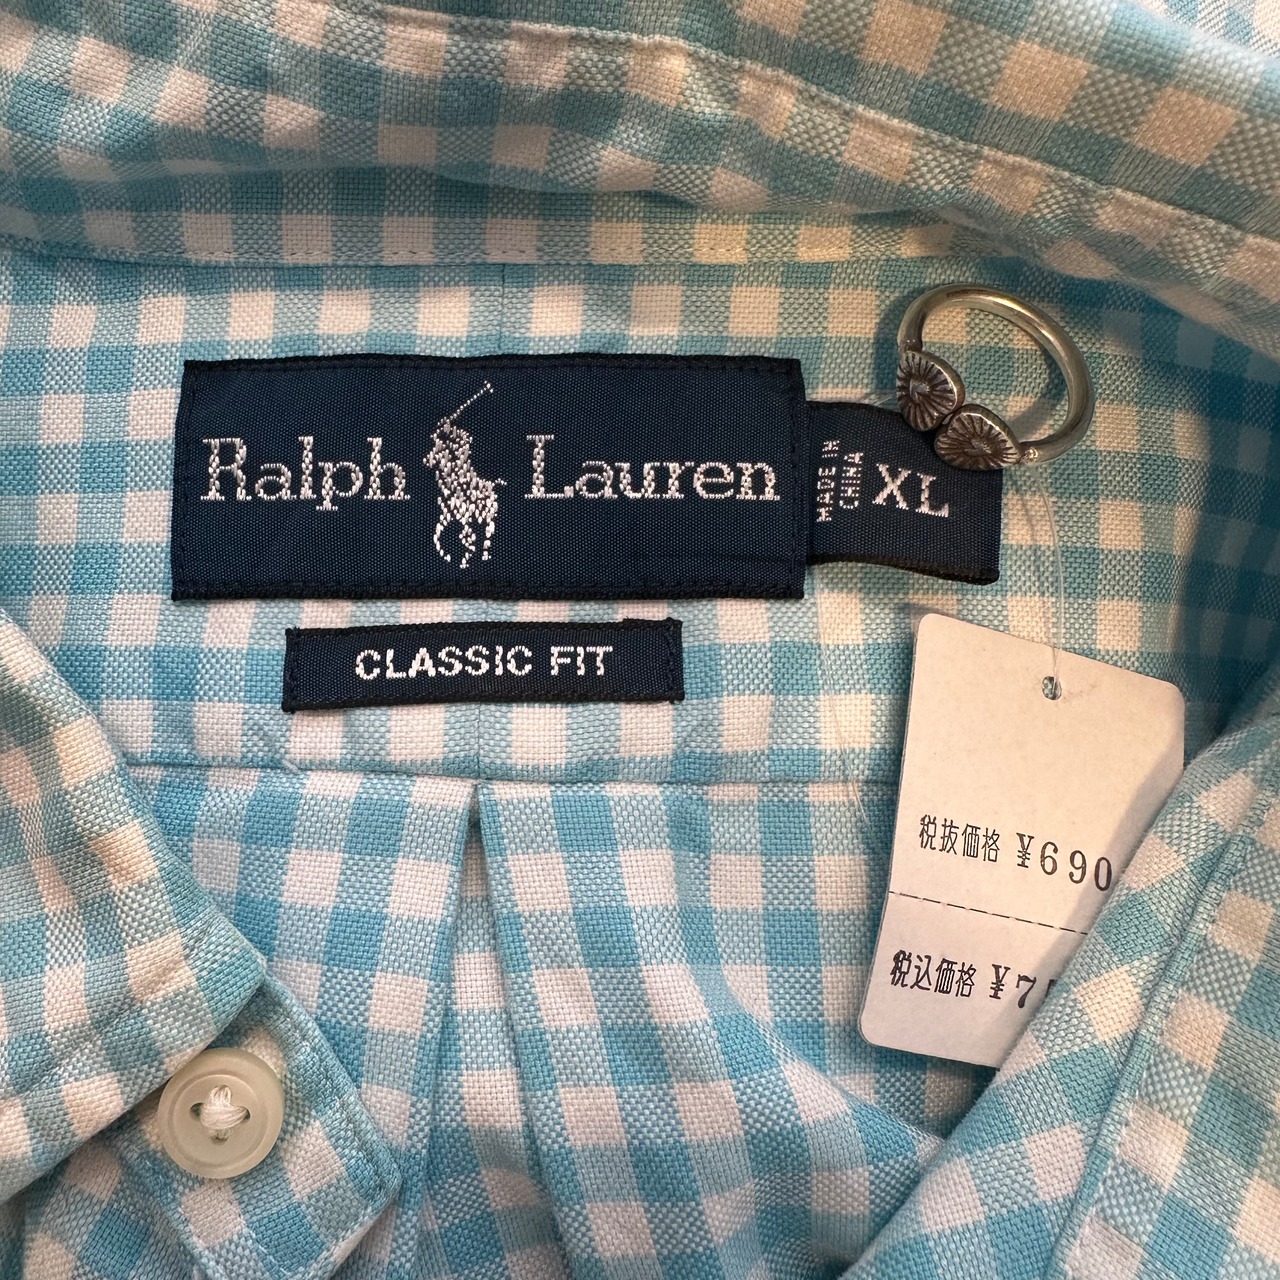 Ralph Lauren
MADE IN
CHINA
XL
CLASSIC FIT
税抜価格 ¥690
税込価格 ¥7